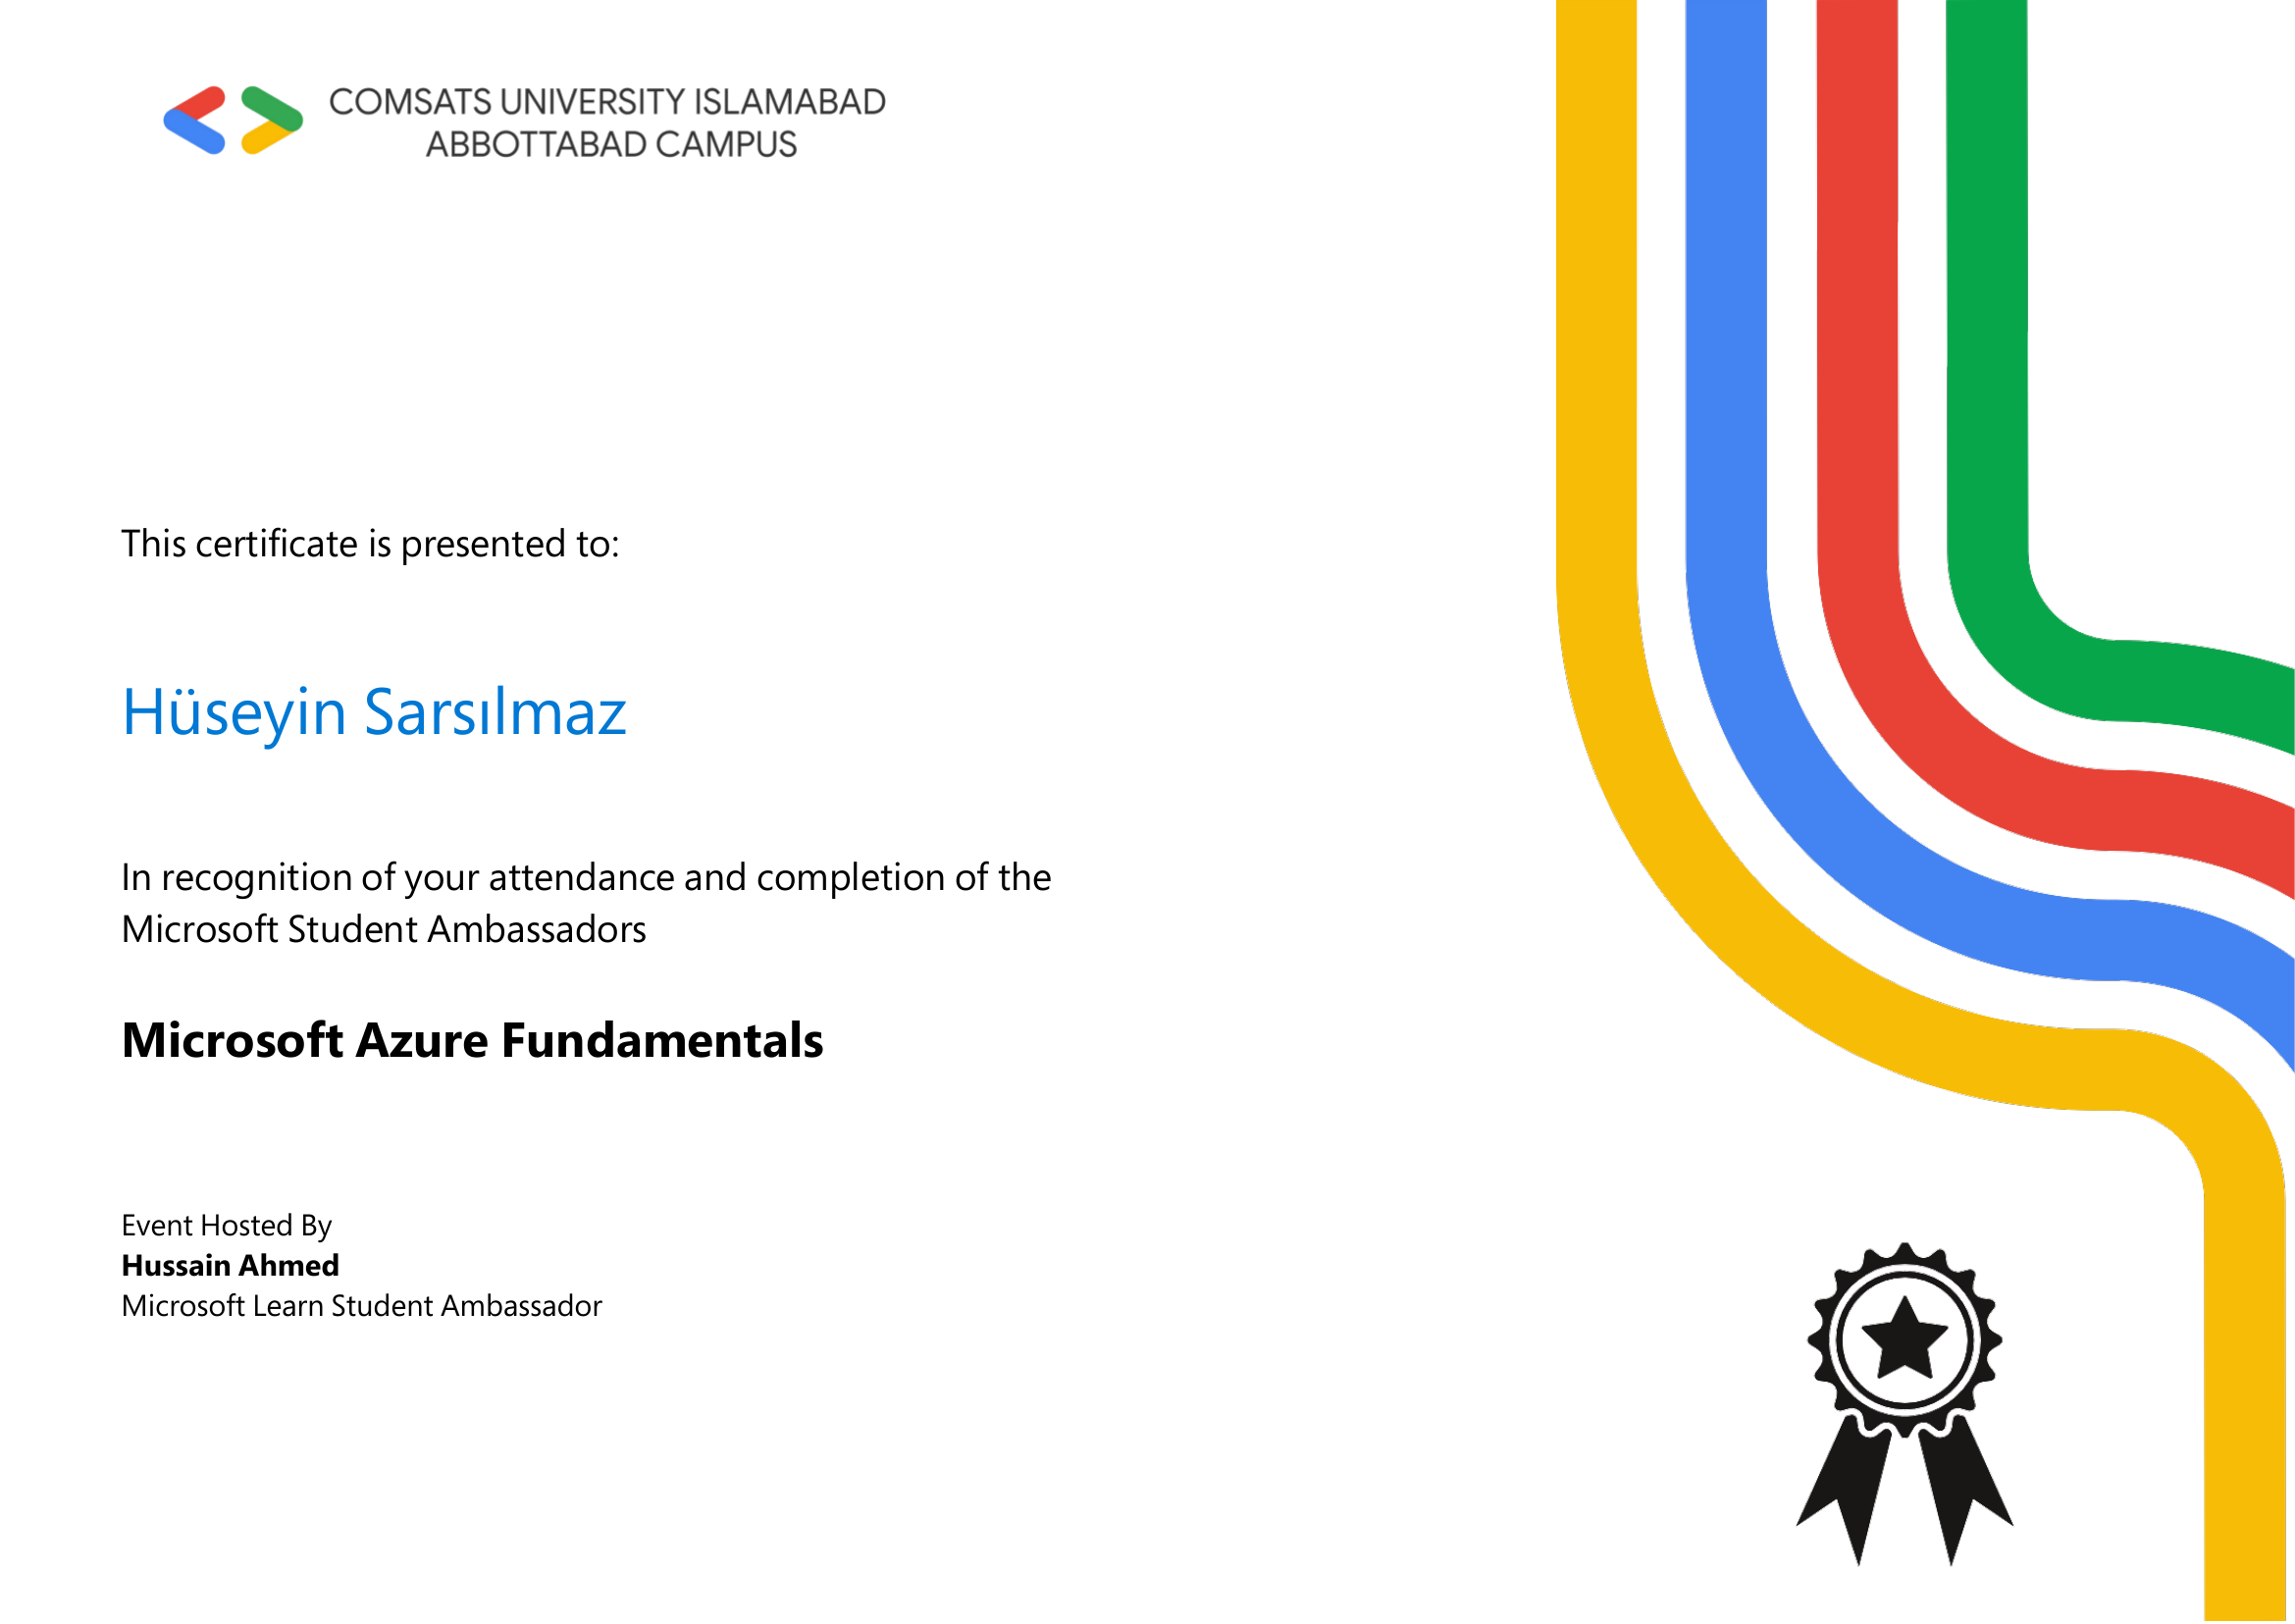 COMSATS UNIVERSITY ISLAMABAD
ABBOTTABAD CAMPUS
This certificate is presented to:
Hüseyin Sarsılmaz
In recognition of your attendance and completion of the
Microsoft Student Ambassadors
Microsoft Azure Fundamentals
Event Hosted By
Hussain Ahmed
Microsoft Learn Student Ambassador